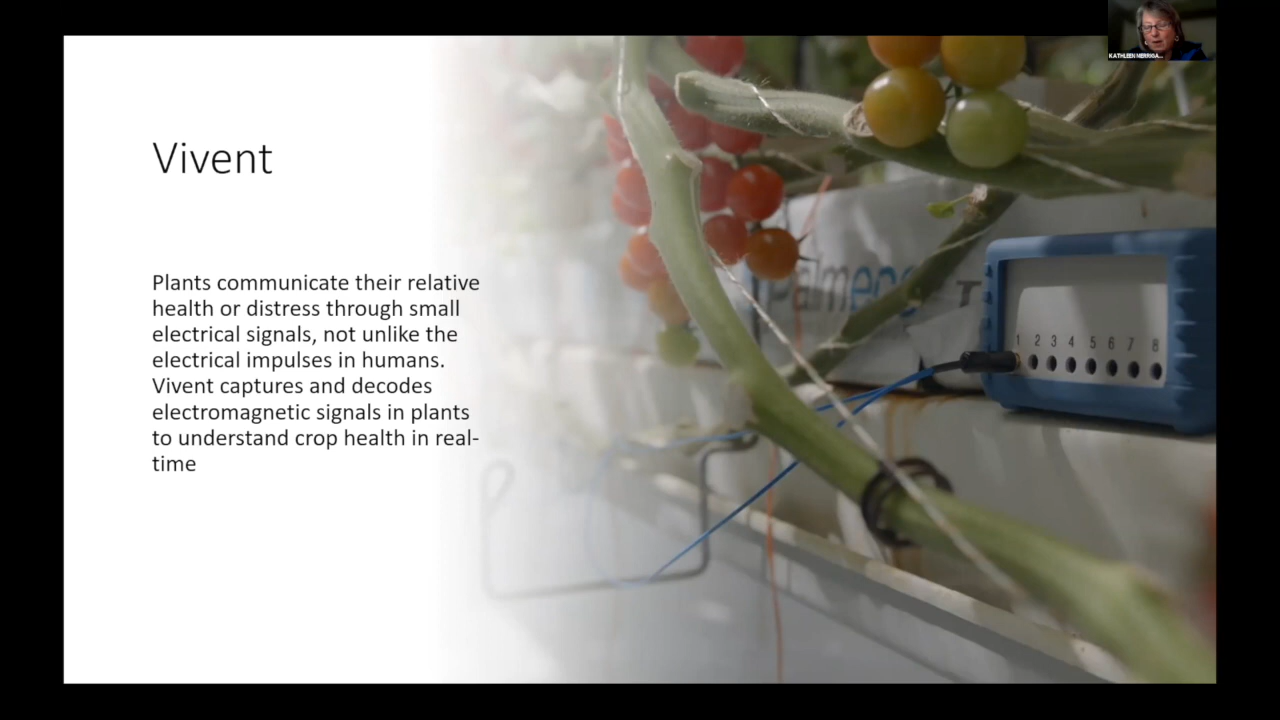 KATHLEEN MERRIGA...
Vivent
Plants communicate their relative
health or distress through small
electrical signals, not unlike the
electrical impulses in humans.
Vivent captures and decodes
electromagnetic signals in plants
to understand crop health in real-
time
1 2 3 4 5 6 7 8